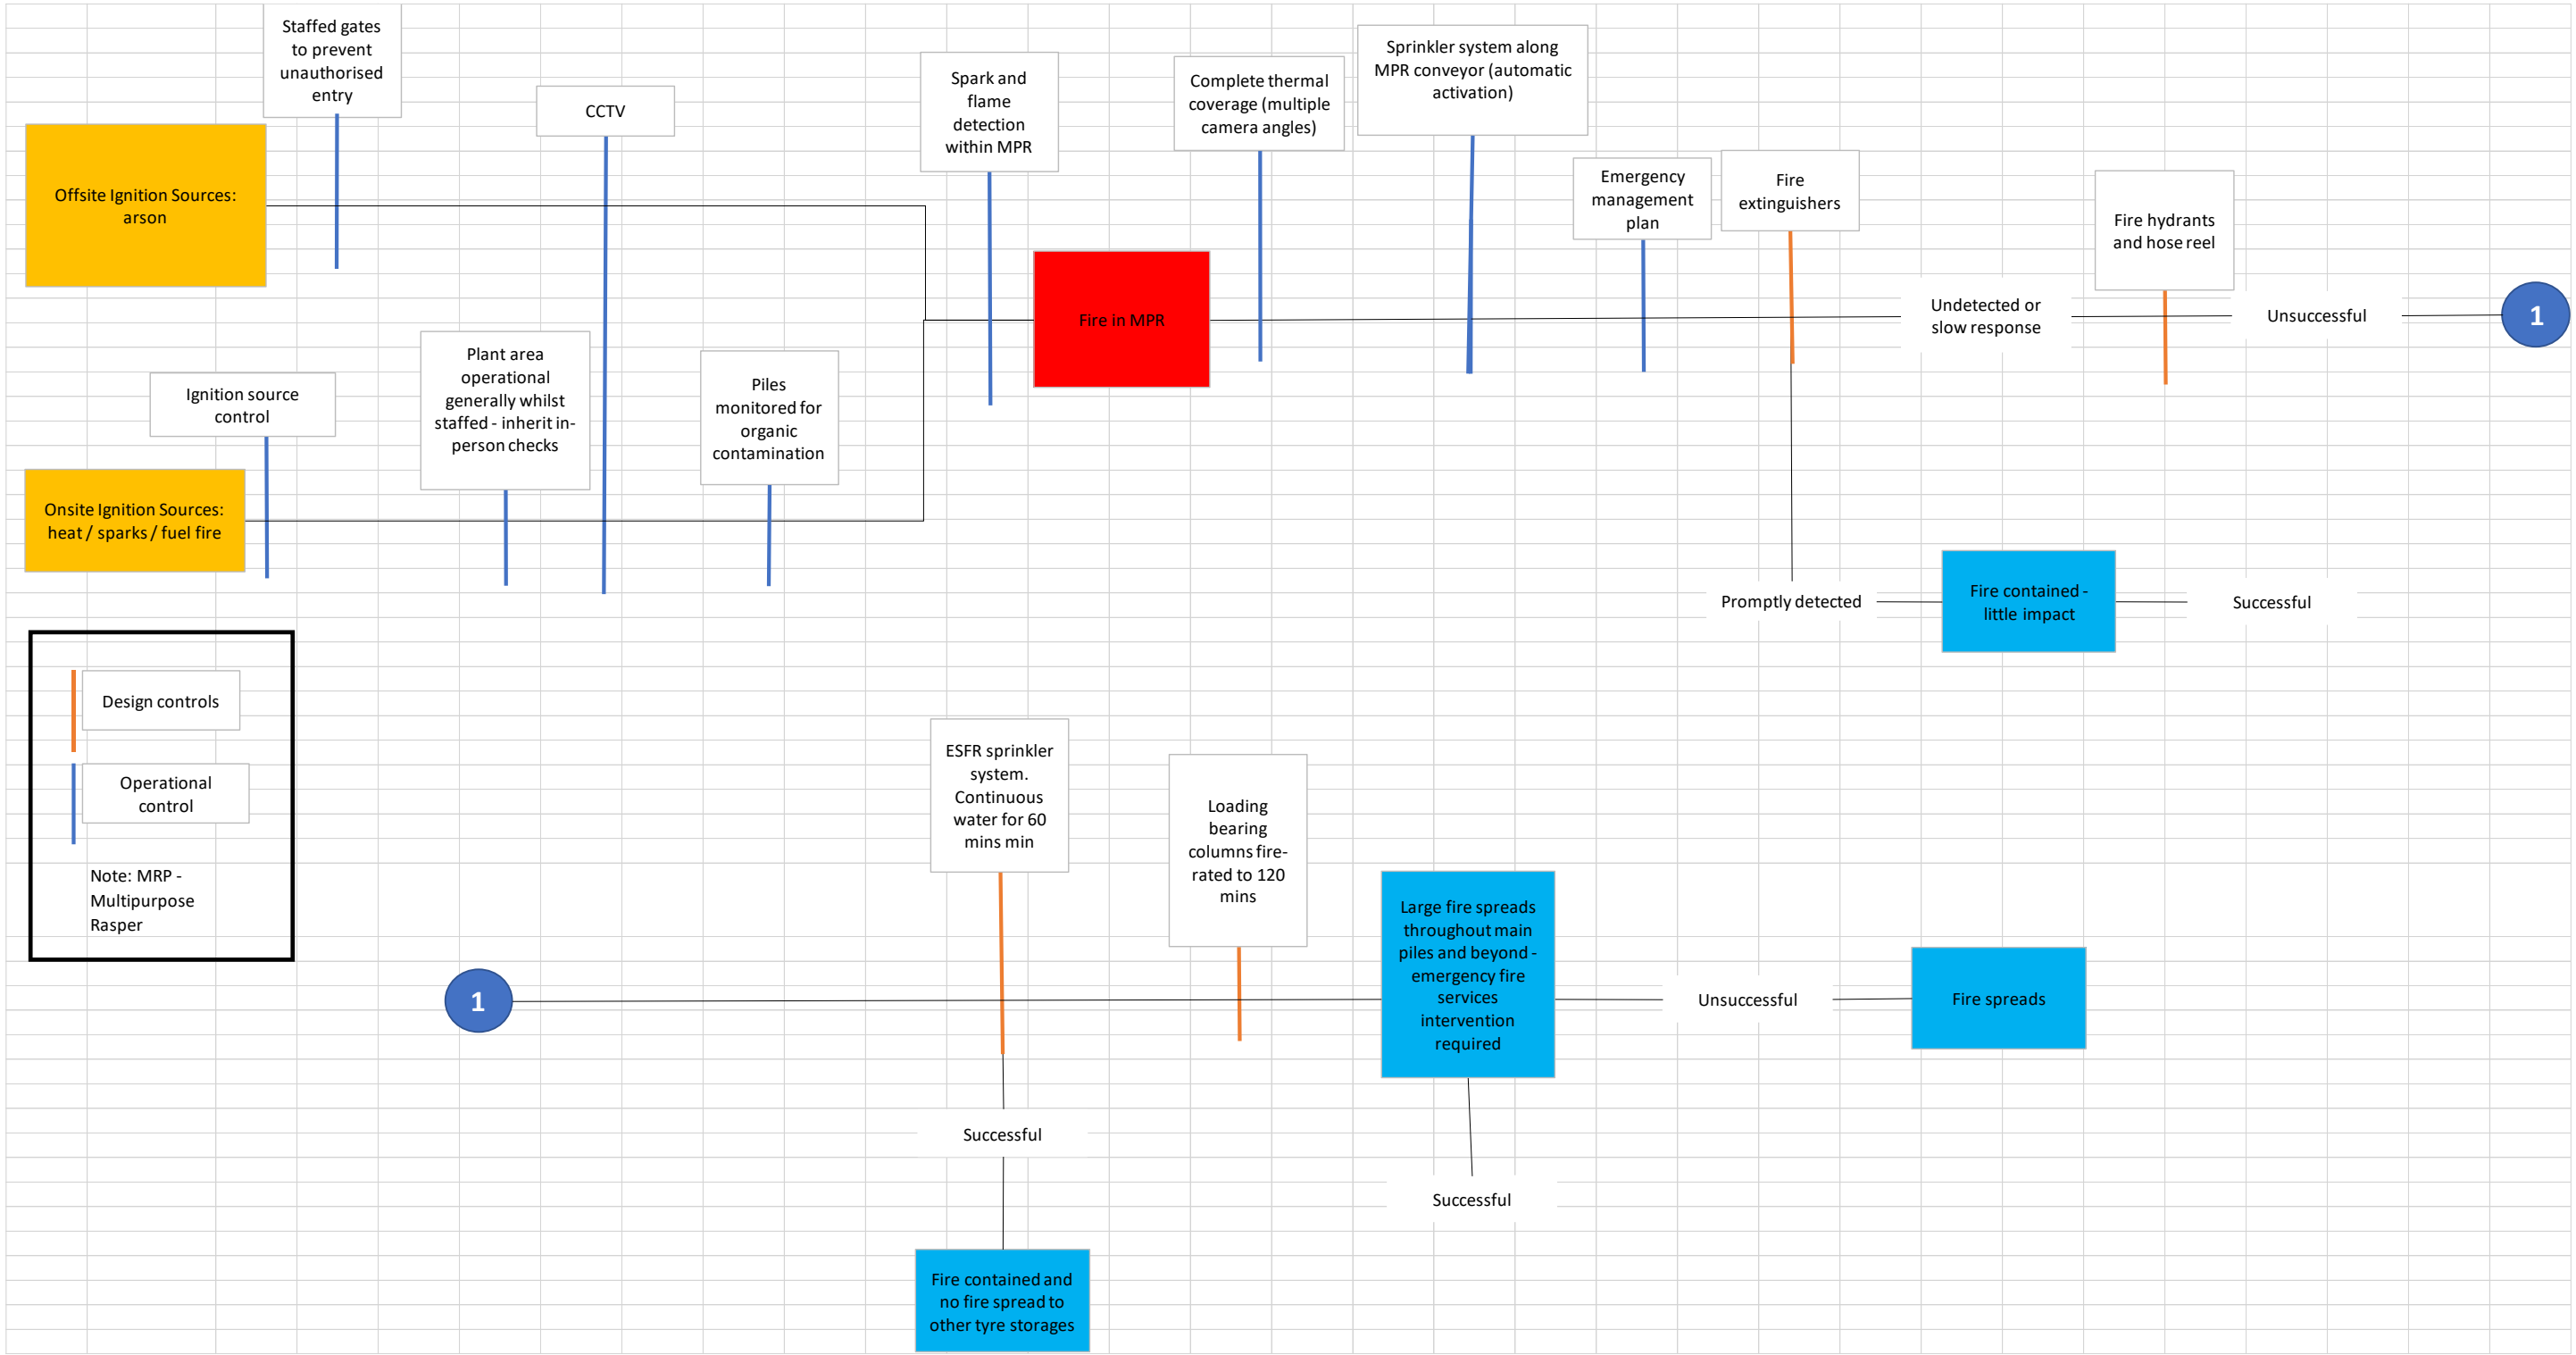 Staffed gates
to prevent
unauthorised
entry
CCTV
Spark and
flame
detection
within MPR
Complete thermal
coverage (multiple
camera angles)
Sprinkler system along
MPR conveyor (automatic
activation)
Emergency
management
plan
Fire
extinguishers
Fire hydrants
and hose reel
Offsite Ignition Sources:
arson
Fire in MPR
Undetected or
slow response
Unsuccessful
1
Ignition source
control
Plant area
operational
generally whilst
staffed - inherit in-
person checks
Piles
monitored for
organic
contamination
Onsite Ignition Sources:
heat / sparks / fuel fire
Promptly detected
Fire contained -
little impact
Successful
Design controls
Operational
control
Note: MRP -
Multipurpose
Rasper
ESFR sprinkler
system.
Continuous
water for 60
mins min
Loading
bearing
columns fire-
rated to 120
mins
1
Large fire spreads
throughout main
piles and beyond -
emergency fire
services
intervention
required
Unsuccessful
Fire spreads
Successful
Successful
Fire contained and
no fire spread to
other tyre storages